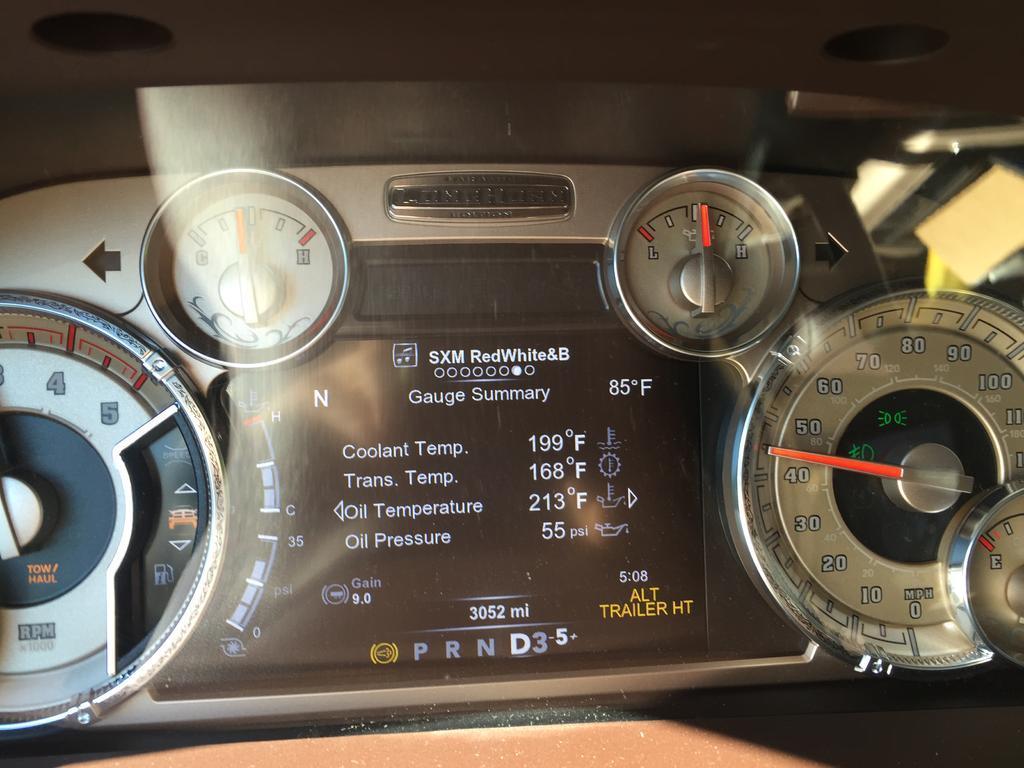 LONGHORN
C
H
L
H
SXM RedWhite&B
N
Gauge Summary
85°F
Coolant Temp. 199°F
Trans. Temp. 168°F
Oil Temperature 213°F
Oil Pressure 55 psi
Gain
9.0
5:08
3052 mi
ALT
TRAILER HT
P R N D3-5+
H
C
35
psi
0
3
4
5
TOW/
HAUL
RPM
x1000
0
10
20
30
40
50
60
70
80
90
100
MPH
E